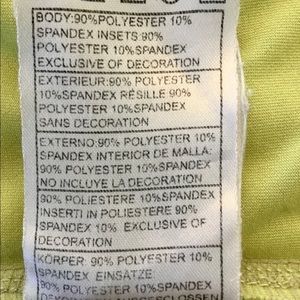 BODY:90%POLYESTER 10%
SPANDEX INSETS 90%
POLYESTER 10%SPANDEX
EXCLUSIVE OF DECORATION
EXTERIEUR:90% POLYESTER
10%SPANDEX RÉSILLE 90%
POLYESTER 10%SPANDEX
SANS DECORATION
EXTERNO:90% POLYESTER 10%
SPANDEX INTERIOR DE MALLA:
90% POLYESTER 10%SPANDEX
NO INCLUYE LA DECORATION
90% POLIESTERE 10%SPANDEX
INSERTI IN POLIESTERE 90%
SPANDEX 10% EXCLUSIVE OF
DECORATION
KÖRPER: 90% POLYESTER 10%
SPANDEX EINSÄTZE
90% POLYESTER 10%SPANDEX